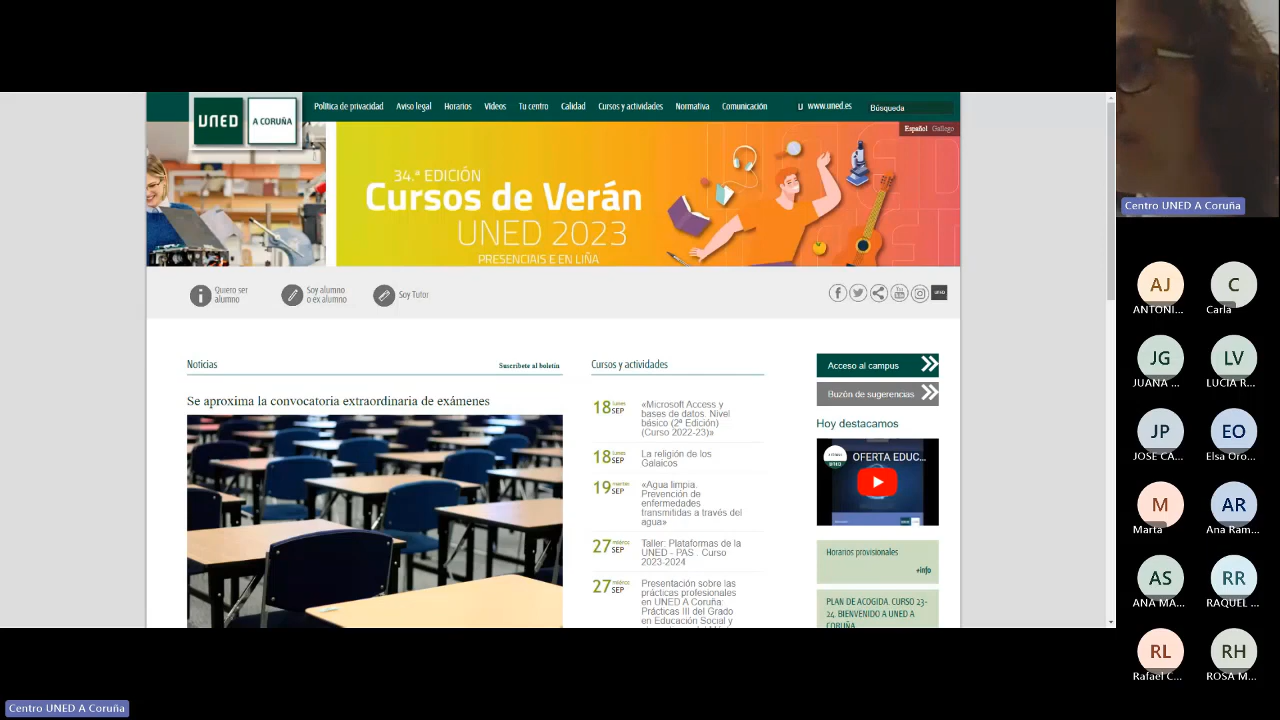 Política de privacidad Aviso legal Horarios Vídeos Tu centro Calidad Cursos y actividades Normativa Comunicación www.uned.es Búsqueda
UNED A CORUÑA
Español Gallego
34.ª EDICIÓN
Cursos de Verán
UNED 2023
PRESENCIAIS E EN LIÑA
Quiero ser
alumno
Soy alumno
o ex alumno
Soy Tutor
Noticias
Suscríbete al boletín
Se aproxima la convocatoria extraordinaria de exámenes
Cursos y actividades
18 lunes
SEP
«Microsoft Access y
bases de datos. Nivel
básico (2ª Edición)
(Curso 2022-23)»
18 lunes
SEP
La religión de los
Galaicos
19 martes
SEP
«Agua limpia.
Prevención de
enfermedades
transmitidas a través del
agua»
27
SEP
Taller: Plataformas de la
UNED - PAS . Curso
2023-2024
27
SEP
Presentación sobre las
prácticas profesionales
en UNED A Coruña:
Prácticas III del Grado
en Educación Social y
Acceso al campus
Buzón de sugerencias
Hoy destacamos
OFERTA EDUC...
Horarios provisionales
+info
PLAN DE ACOGIDA. CURSO 23-
24. BIENVENIDO A UNED A
CORUÑA
Centro UNED A Coruña
AJ
ANTONI...
C
Carla
JG
JUANA ...
LV
LUCIA R...
JP
JOSE CA...
EO
Elsa Oro...
M
Marta
AR
Ana Ram...
AS
ANA MA...
RR
RAQUEL ...
RL
Rafael C...
RH
ROSA M...
Centro UNED A Coruña